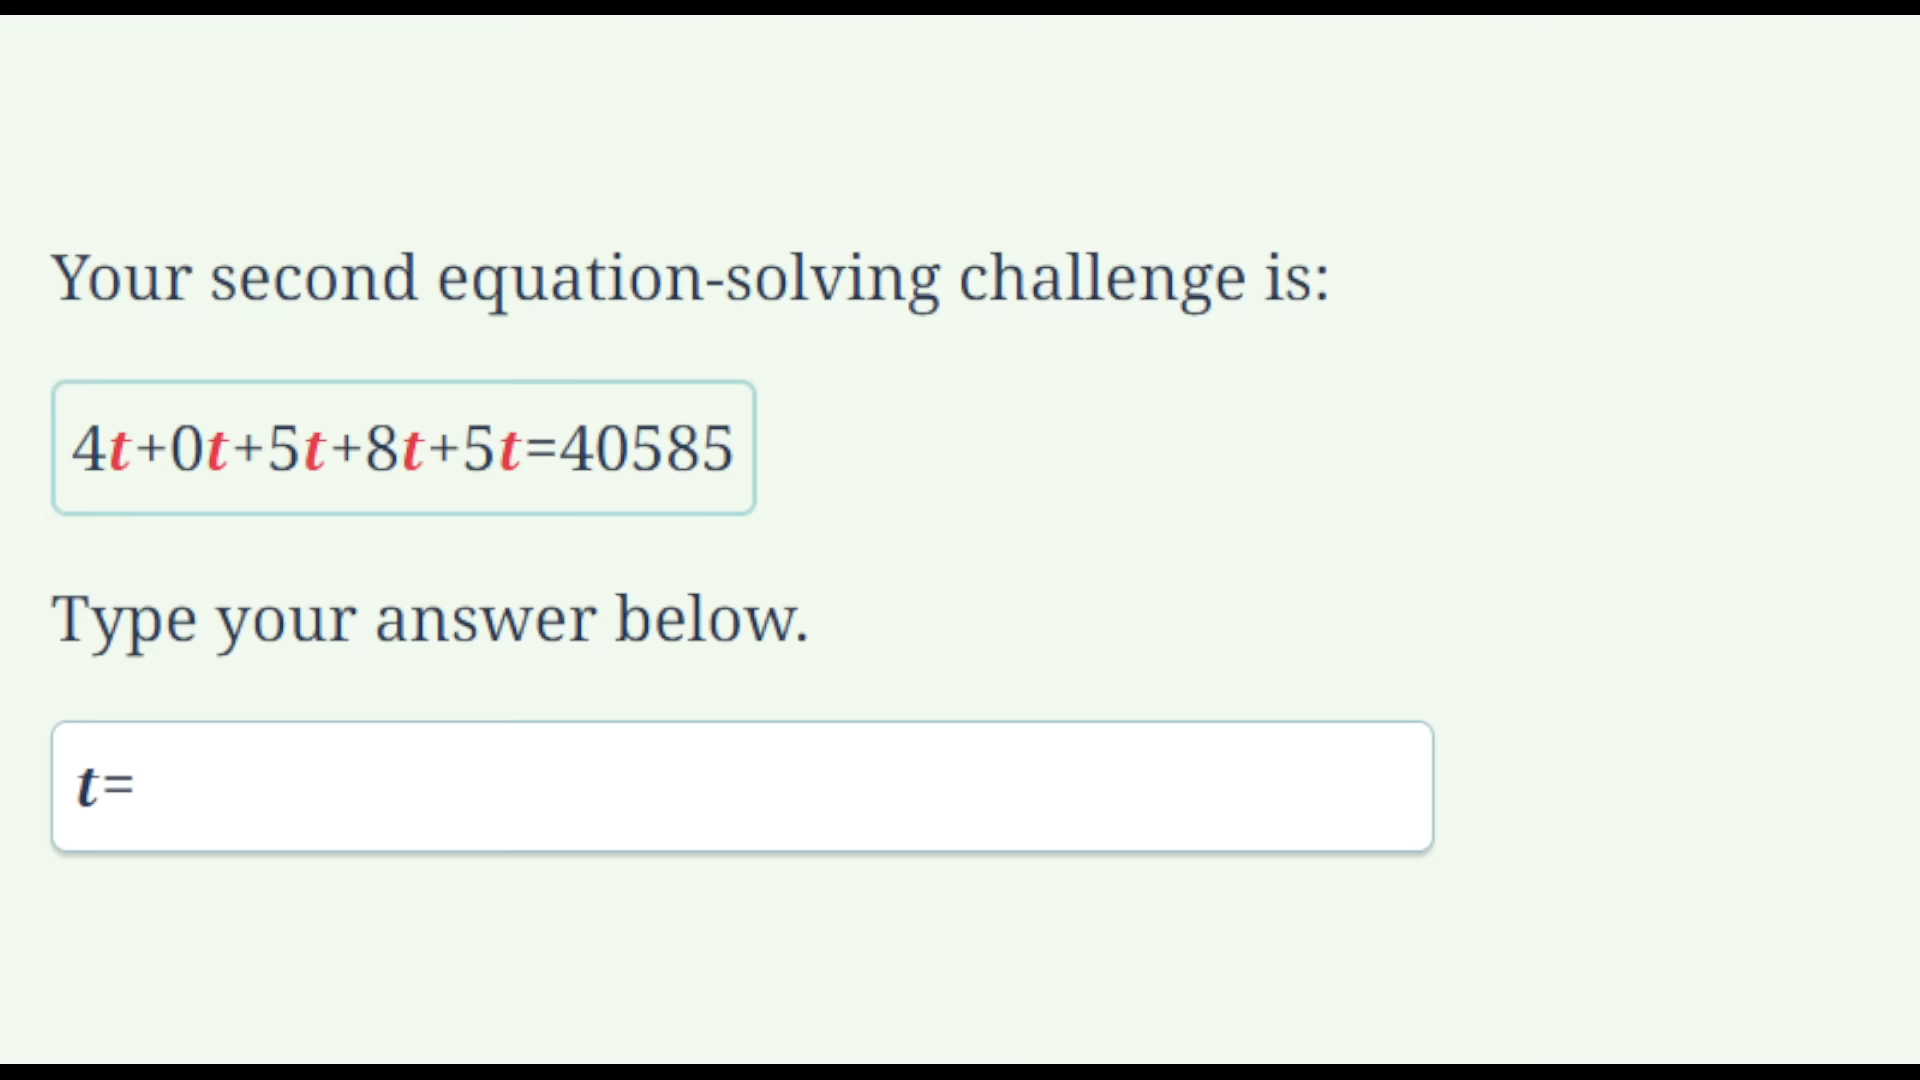 Your second equation-solving challenge is:
4t+0t+5t+8t+5t=40585
Type your answer below.
t=